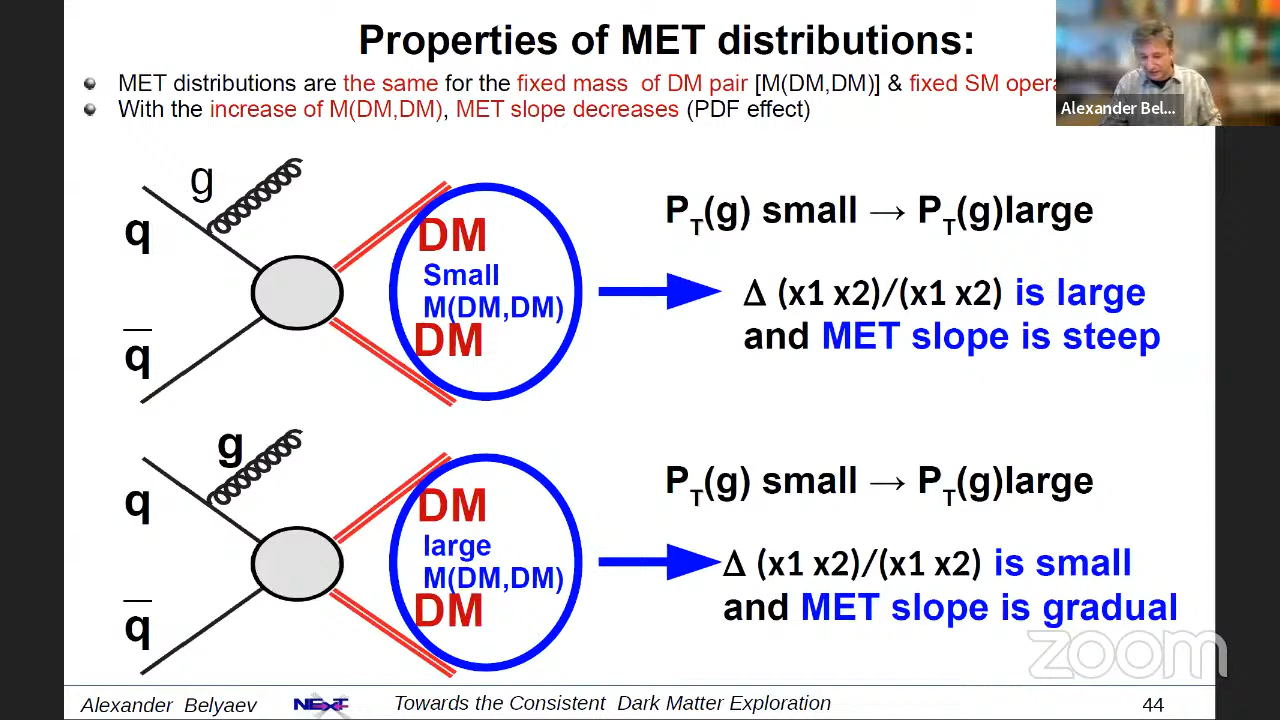 Properties of MET distributions:
MET distributions are the same for the fixed mass of DM pair [M(DM,DM)] & fixed SM opera
With the increase of M(DM,DM), MET slope decreases (PDF effect)
Alexander Bel...
g
q
q
DM
Small
M(DM,DM)
DM
PT(g) small → PT(g)large
Δ (x1 x2)/(x1 x2) is large
and MET slope is steep
g
q
q
DM
large
M(DM,DM)
DM
PT(g) small → PT(g)large
Δ (x1 x2)/(x1 x2) is small
and MET slope is gradual
zoom
Alexander Belyaev
NEXT
Towards the Consistent Dark Matter Exploration
44